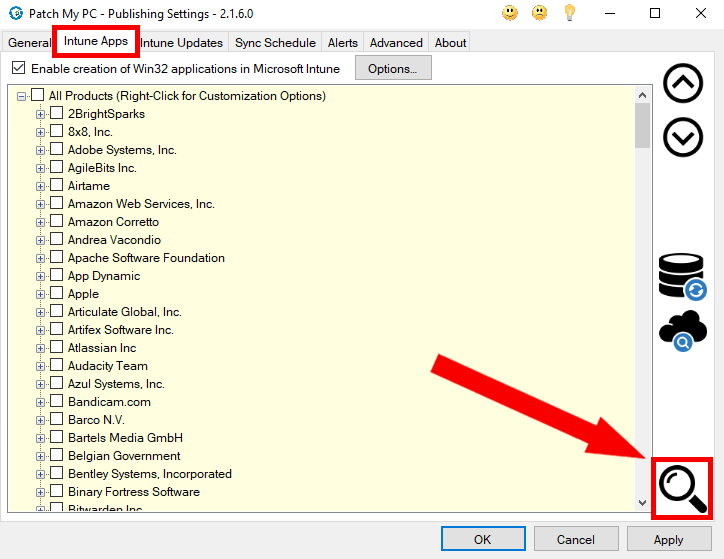 Patch My PC - Publishing Settings - 2.1.6.0
General Intune Apps Intune Updates Sync Schedule Alerts Advanced About
Enable creation of Win32 applications in Microsoft Intune Options...
All Products (Right-Click for Customization Options)
2BrightSparks
8x8, Inc.
Adobe Systems, Inc.
AgileBits Inc.
Airtame
Amazon Web Services, Inc.
Amazon Corretto
Andrea Vacondio
Apache Software Foundation
App Dynamic
Apple
Articulate Global, Inc.
Artifex Software Inc.
Atlassian Inc
Audacity Team
Azul Systems, Inc.
Bandicam.com
Barco N.V.
Bartels Media GmbH
Belgian Government
Bentley Systems, Incorporated
Binary Fortress Software
Bitwarden Inc
OK Cancel Apply